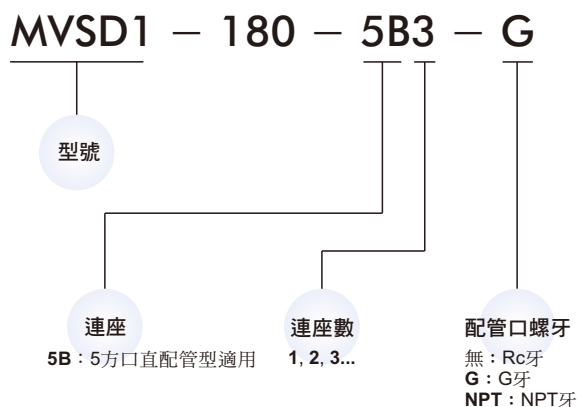 MVSD1 － 180 － 5B3 － G
型號
連座
5B：5方口直配管型適用
連座數
1, 2, 3...
配管口螺牙
無：Rc牙
G：G牙
NPT：NPT牙